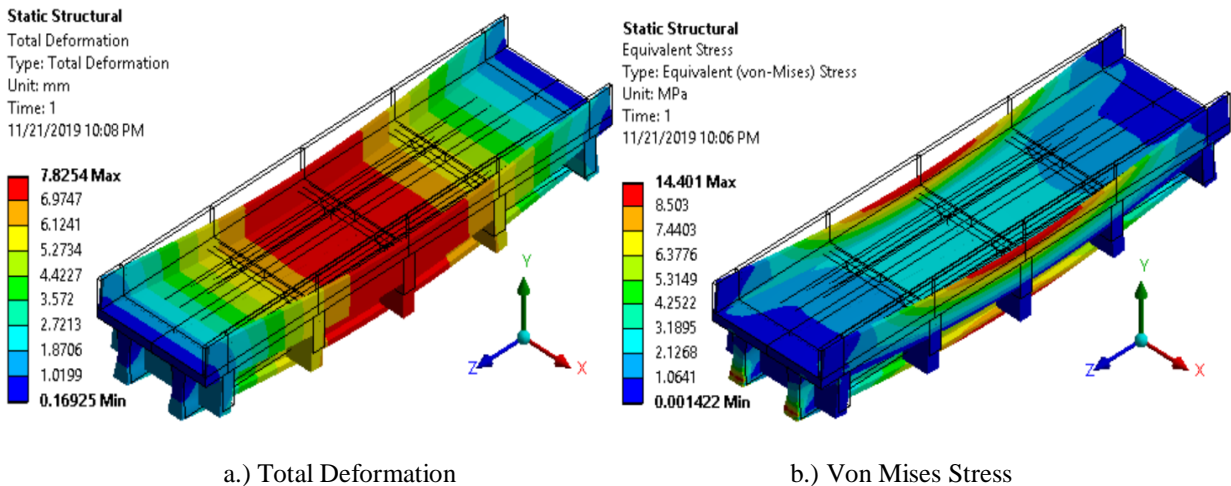 Static Structural
Total Deformation
Type: Total Deformation
Unit: mm
Time: 1
11/21/2019 10:08 PM
7.8254 Max
6.9747
6.1241
5.2734
4.4227
3.572
2.7213
1.8706
1.0199
0.16925 Min
Y
Z
X
Static Structural
Equivalent Stress
Type: Equivalent (von-Mises) Stress
Unit: MPa
Time: 1
11/21/2019 10:06 PM
14.401 Max
8.503
7.4403
6.3776
5.3149
4.2522
3.1895
2.1268
1.0641
0.001422 Min
Y
Z
X
a.) Total Deformation
b.) Von Mises Stress